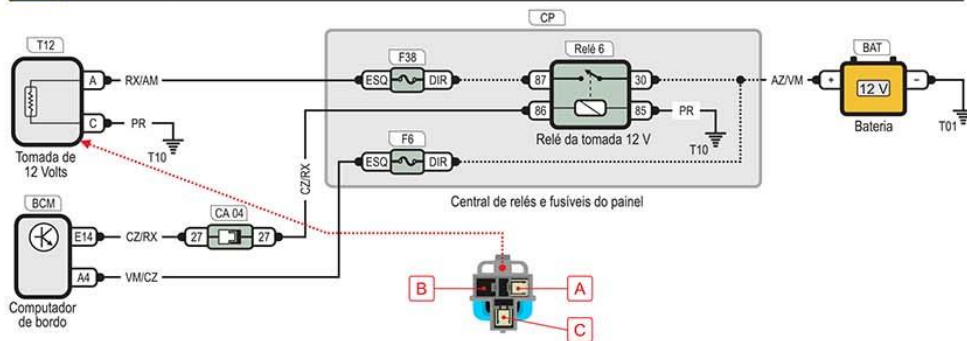 CP
T12
F38
Relé 6
BAT
A
RX/AM
ESQ
DIR
87
30
AZ/VM
+
12 V
−
C
PR
T10
86
85
PR
T10
Bateria
T01
Tomada de
12 Volts
F6
Relé da tomada 12 V
ESQ
DIR
CZ/RX
BCM
CA 04
Central de relés e fusíveis do painel
E14
CZ/RX
27
27
A4
VM/CZ
B
A
C
Computador
de bordo